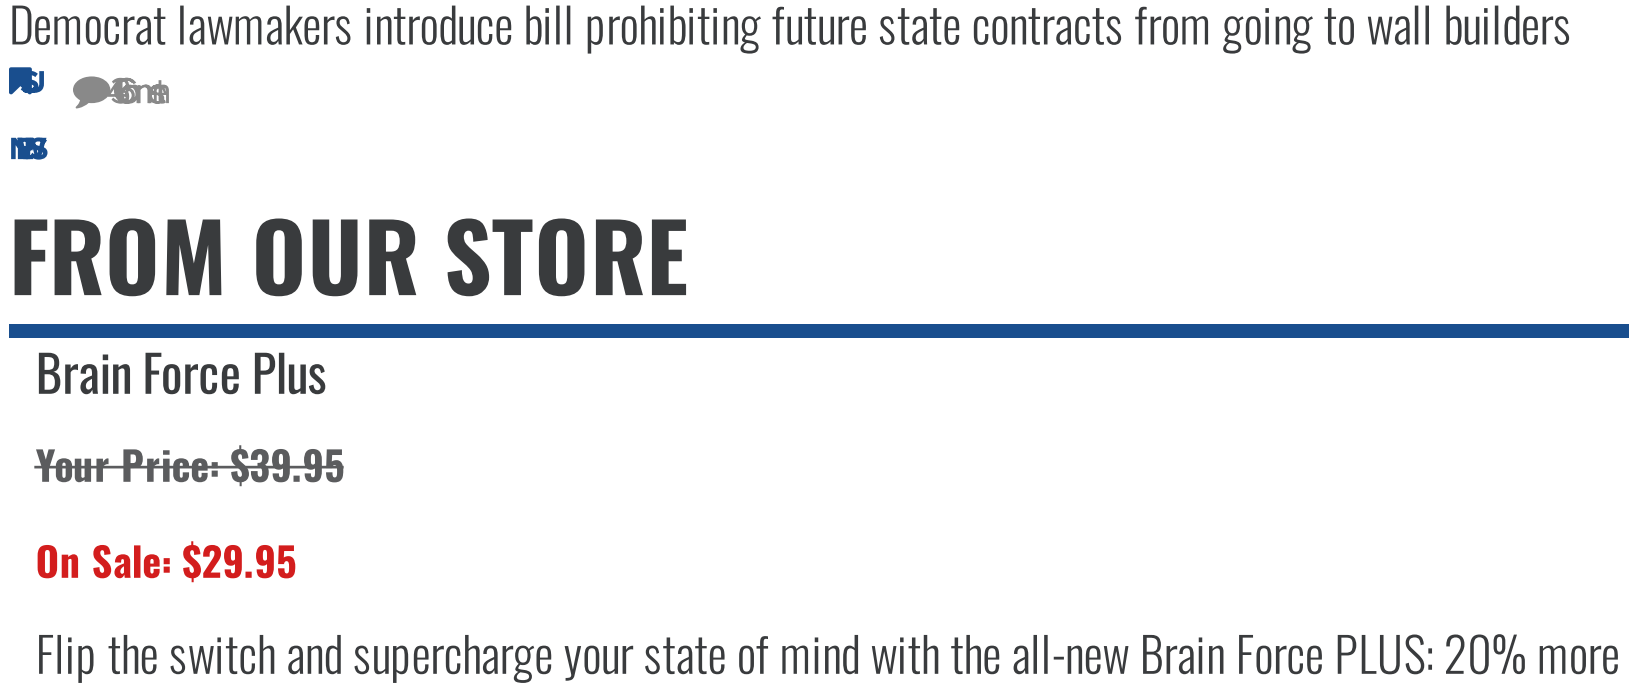 Democrat lawmakers introduce bill prohibiting future state contracts from going to wall builders
FROM OUR STORE
Brain Force Plus
Your Price: $39.95
On Sale: $29.95
Flip the switch and supercharge your state of mind with the all-new Brain Force PLUS: 20% more